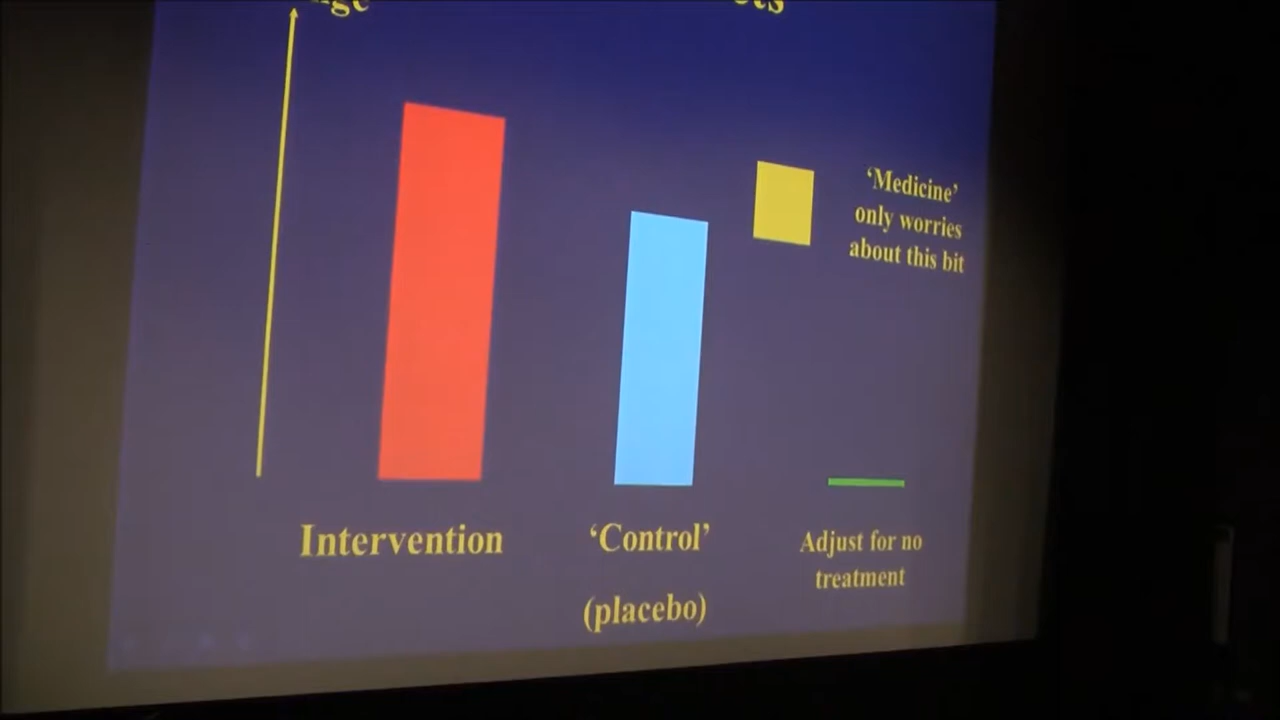 ‘Medicine’
only worries
about this bit
Intervention
‘Control’
(placebo)
Adjust for no
treatment